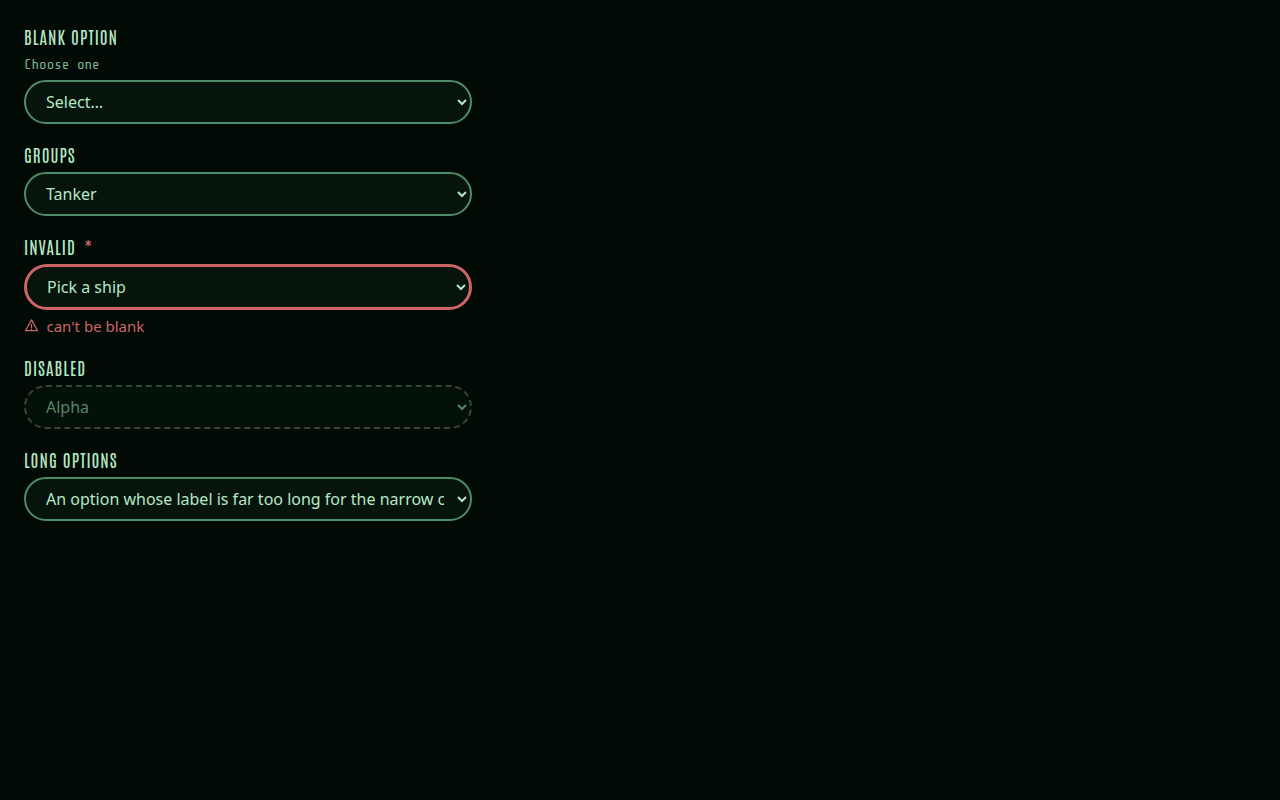 BLANK OPTION
Choose one
Select...
GROUPS
Tanker
INVALID *
Pick a ship
can't be blank
DISABLED
Alpha
LONG OPTIONS
An option whose label is far too long for the narrow c